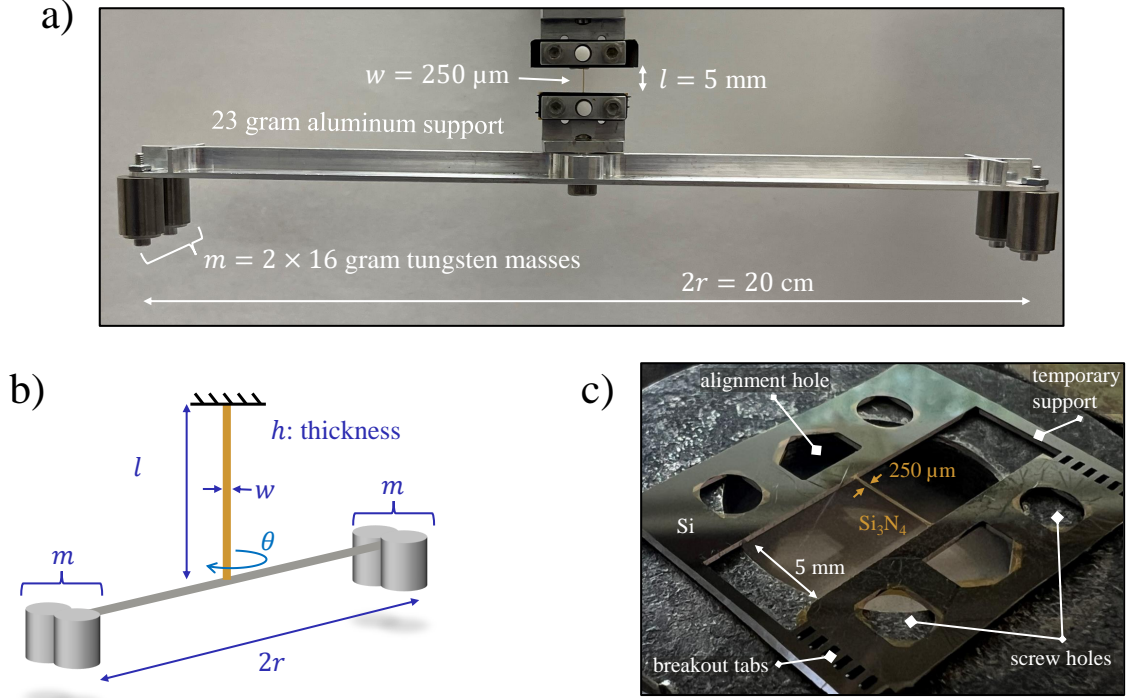 a)
w = 250 µm
l = 5 mm
23 gram aluminum support
m = 2 × 16 gram tungsten masses
2r = 20 cm
b)
h: thickness
l
w
m
θ
m
2r
c)
alignment hole
temporary
support
250 µm
Si₃N₄
Si
5 mm
breakout tabs
screw holes